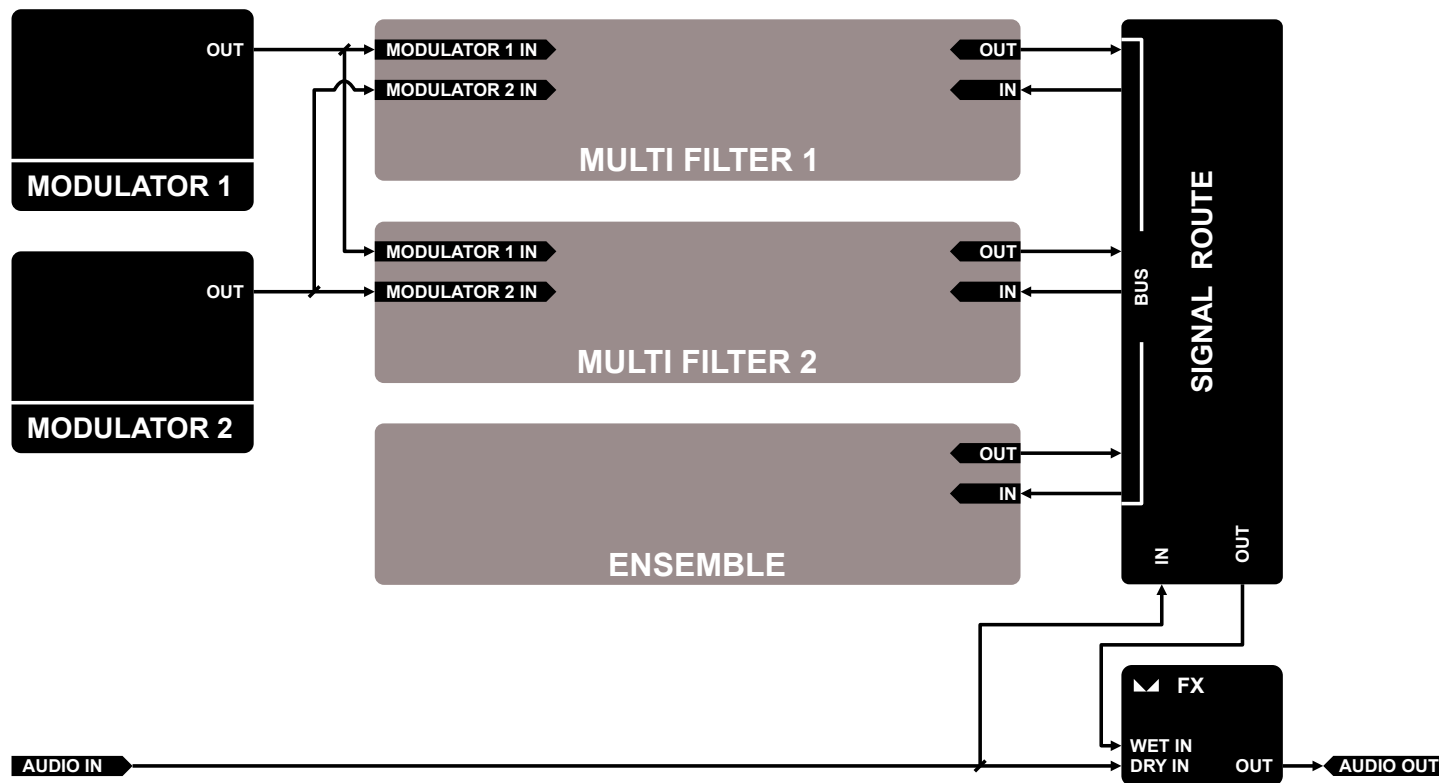 OUT
MODULATOR 1
OUT
MODULATOR 2
MODULATOR 1 IN
MODULATOR 2 IN
OUT
IN
MULTI FILTER 1
MODULATOR 1 IN
MODULATOR 2 IN
OUT
IN
MULTI FILTER 2
OUT
IN
ENSEMBLE
BUS
SIGNAL ROUTE
IN
OUT
FX
WET IN
DRY IN
OUT
AUDIO IN
AUDIO OUT